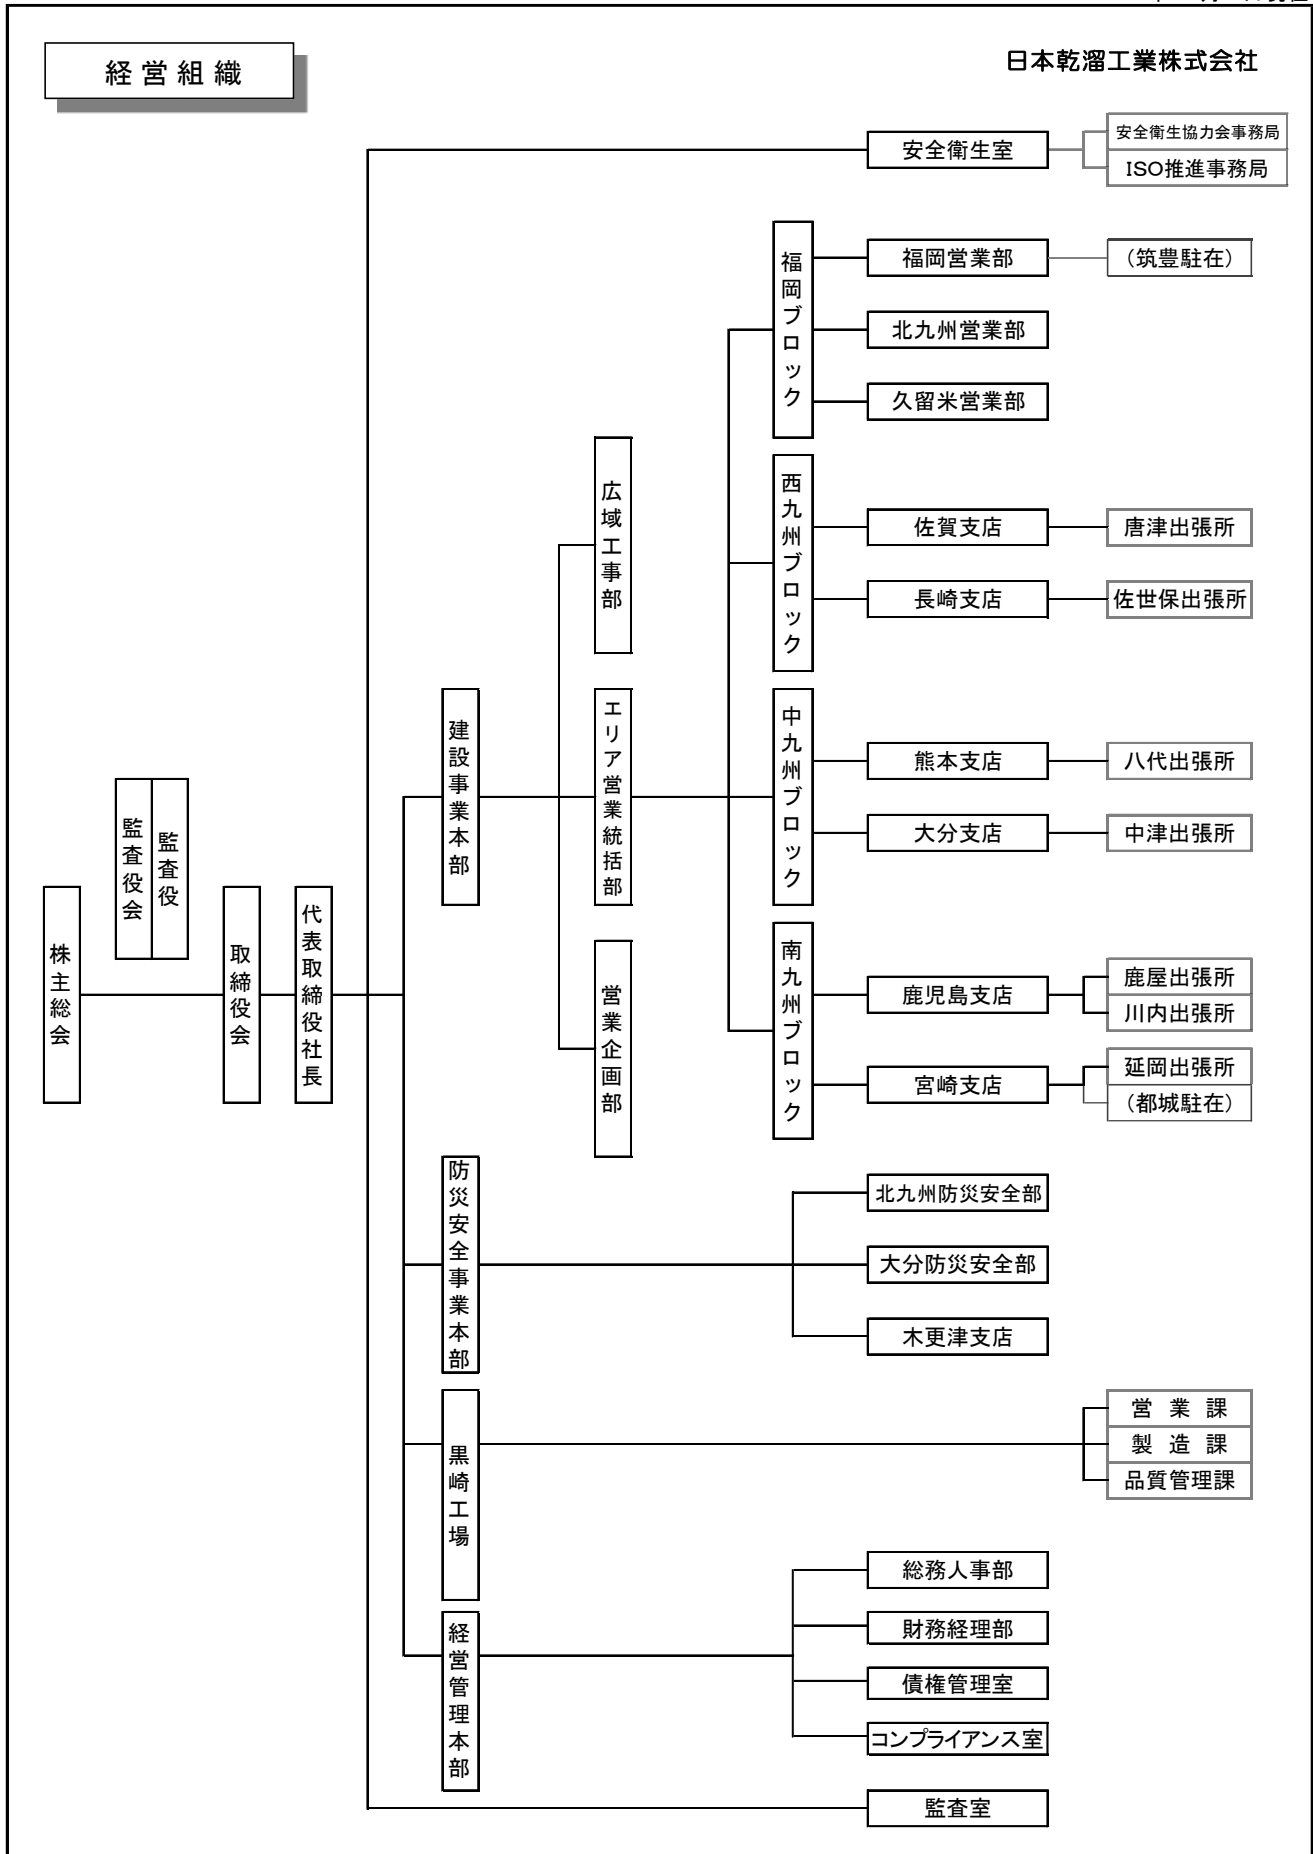 経営組織
日本乾溜工業株式会社
安全衛生室
安全衛生協力会事務局
ISO推進事務局
福岡ブロック
福岡営業部
（筑豊駐在）
北九州営業部
久留米営業部
広域工事部
西九州ブロック
佐賀支店
唐津出張所
長崎支店
佐世保出張所
建設事業本部
エリア営業統括部
中九州ブロック
熊本支店
八代出張所
大分支店
中津出張所
監査役会
監査役
株主総会
取締役会
代表取締役社長
営業企画部
南九州ブロック
鹿児島支店
鹿屋出張所
川内出張所
宮崎支店
延岡出張所
（都城駐在）
防災安全事業本部
北九州防災安全部
大分防災安全部
木更津支店
黒崎工場
営業課
製造課
品質管理課
経営管理本部
総務人事部
財務経理部
債権管理室
コンプライアンス室
監査室